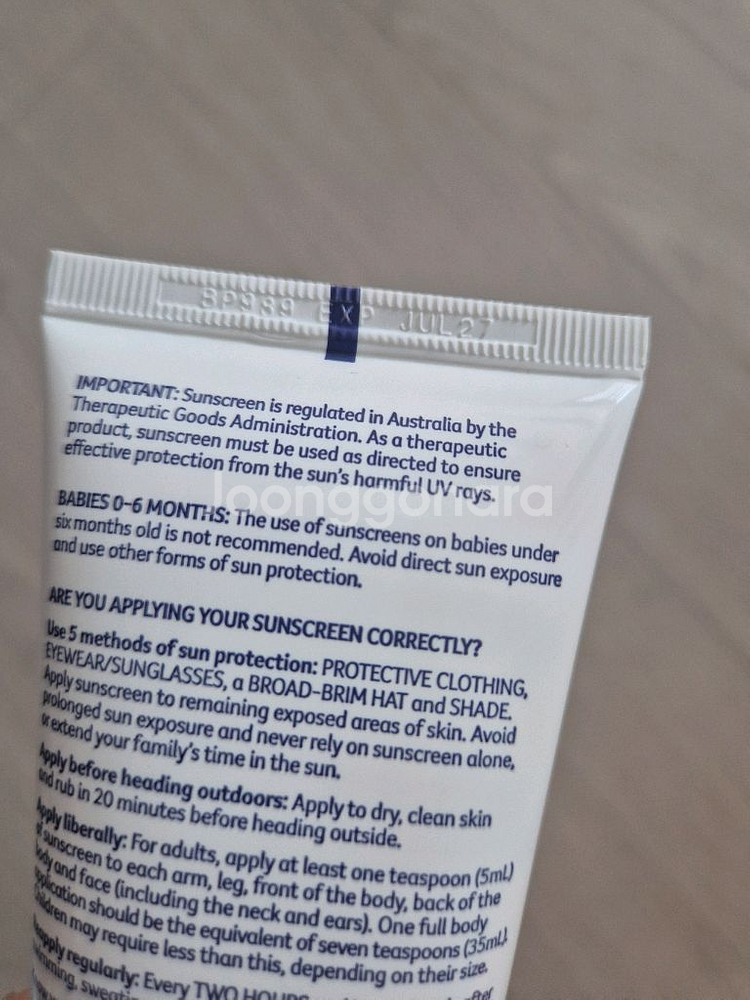 EXP JUL27
IMPORTANT: Sunscreen is regulated in Australia by the
Therapeutic Goods Administration. As a therapeutic
product, sunscreen must be used as directed to ensure
effective protection from the sun's harmful UV rays.
loonggonara
BABIES 0-6 MONTHS: The use of sunscreens on babies under
six months old is not recommended. Avoid direct sun exposure
and use other forms of sun protection.
ARE YOU APPLYING YOUR SUNSCREEN CORRECTLY?
Use 5 methods of sun protection: PROTECTIVE CLOTHING,
EYEWEAR/SUNGLASSES, a BROAD-BRIM HAT and SHADE.
Apply sunscreen to remaining exposed areas of skin. Avoid
prolonged sun exposure and never rely on sunscreen alone,
or extend your family's time in the sun.
Apply before heading outdoors: Apply to dry, clean skin
and rub in 20 minutes before heading outside.
Apply liberally: For adults, apply at least one teaspoon (5mL)
of sunscreen to each arm, leg, front of the body, back of the
body and face (including the neck and ears). One full body
application should be the equivalent of seven teaspoons (35mL).
Children may require less than this, depending on their size.
regularly: Every TWO HOURS after